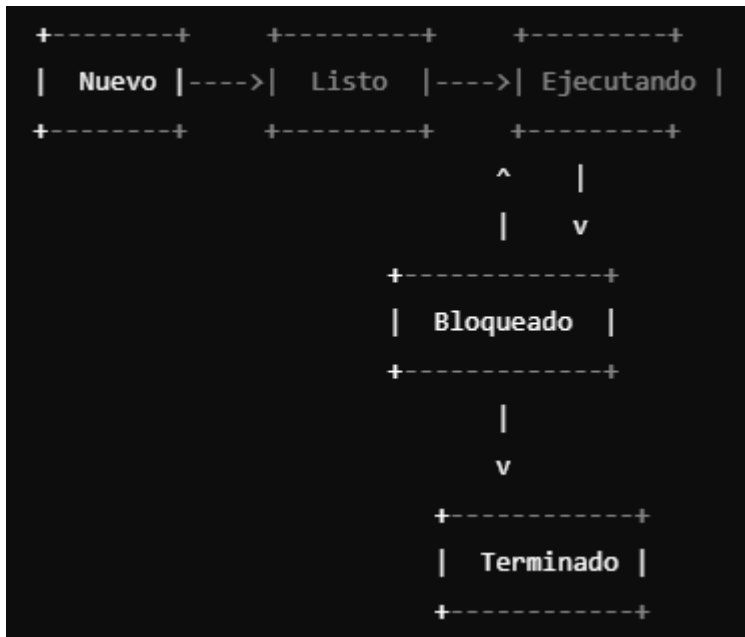 +--------+ +---------+ +---------+
| Nuevo |---->| Listo |---->| Ejecutando |
+--------+ +---------+ +---------+
^ |
| v
+-------------+
| Bloqueado |
+-------------+
|
v
+------------+
| Terminado |
+------------+